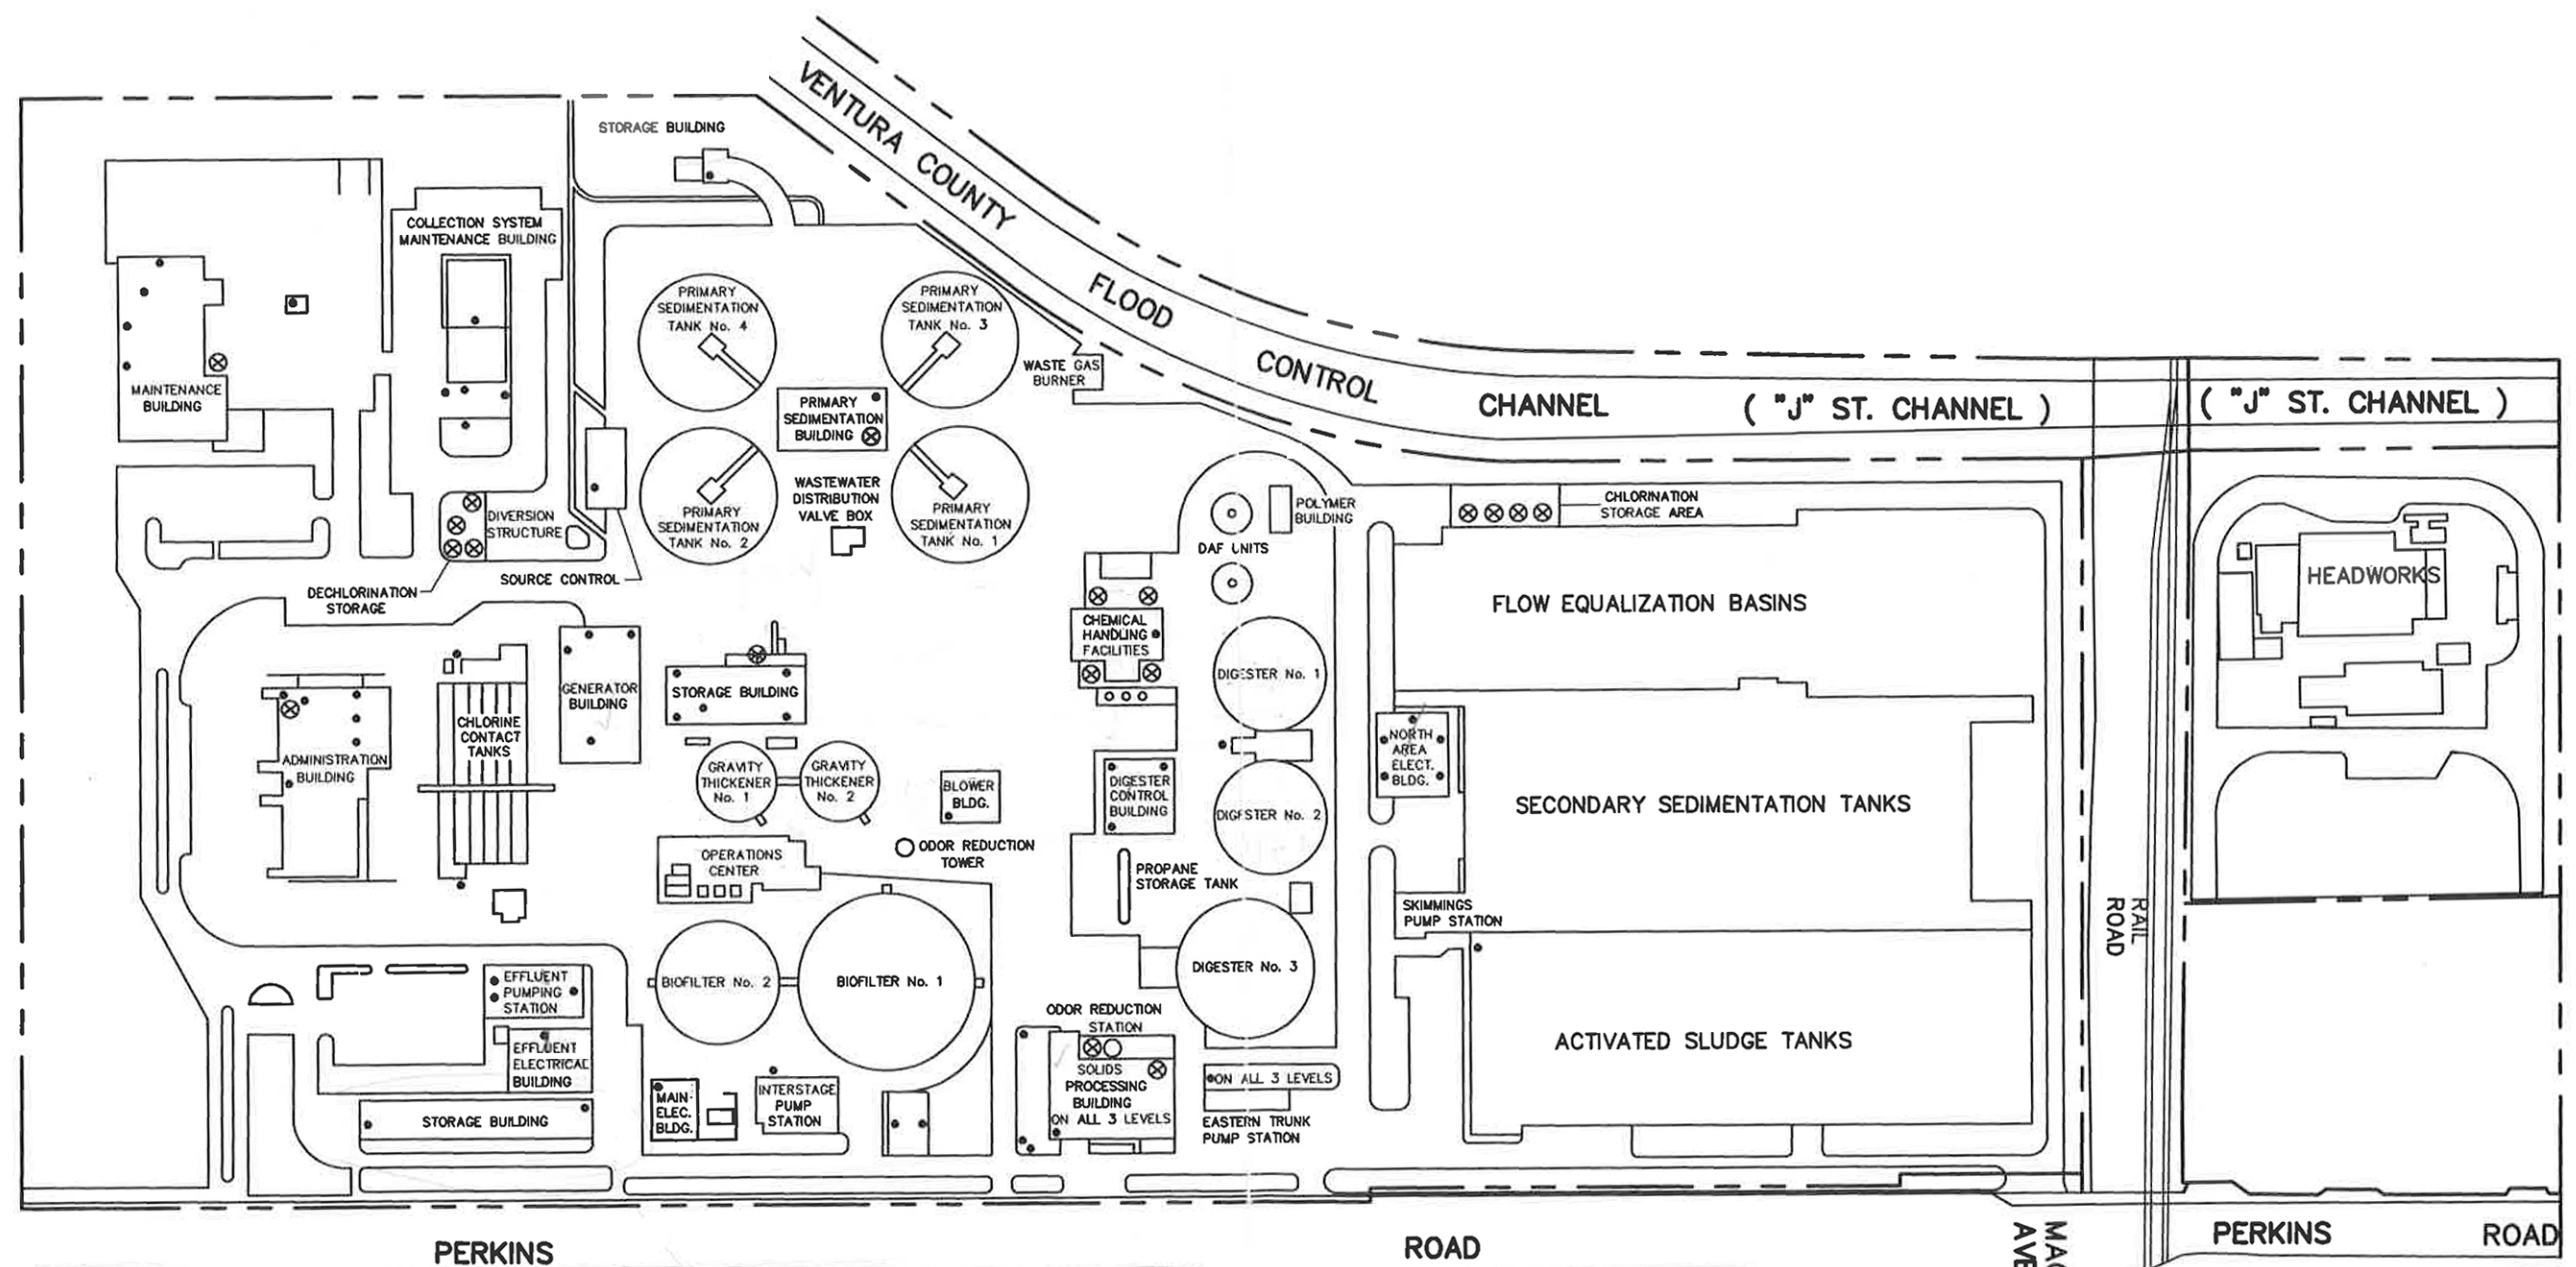 STORAGE BUILDING
VENTURA COUNTY
FLOOD
CONTROL
CHANNEL
( "J" ST. CHANNEL )
( "J" ST. CHANNEL )
COLLECTION SYSTEM
MAINTENANCE BUILDING
MAINTENANCE
BUILDING
PRIMARY
SEDIMENTATION
TANK No. 4
PRIMARY
SEDIMENTATION
TANK No. 3
WASTE GAS
BURNER
PRIMARY
SEDIMENTATION
BUILDING
WASTEWATER
DISTRIBUTION
VALVE BOX
PRIMARY
SEDIMENTATION
TANK No. 2
PRIMARY
SEDIMENTATION
TANK No. 1
DIVERSION
STRUCTURE
SOURCE CONTROL
DECHLORINATION
STORAGE
POLYMER
BUILDING
DAF UNITS
CHLORINATION
STORAGE AREA
FLOW EQUALIZATION BASINS
HEADWORKS
CHEMICAL
HANDLING
FACILITIES
DIGESTER No. 1
GENERATOR
BUILDING
STORAGE BUILDING
CHLORINE
CONTACT
TANKS
ADMINISTRATION
BUILDING
GRAVITY
THICKENER
No. 1
GRAVITY
THICKENER
No. 2
BLOWER
BLDG.
DIGESTER
CONTROL
BUILDING
DIGESTER No. 2
NORTH
AREA
ELECT.
BLDG.
SECONDARY SEDIMENTATION TANKS
OPERATIONS
CENTER
ODOR REDUCTION
TOWER
PROPANE
STORAGE TANK
SKIMMINGS
PUMP STATION
RAIL
ROAD
EFFLUENT
PUMPING
STATION
BIOFILTER No. 2
BIOFILTER No. 1
DIGESTER No. 3
ODOR REDUCTION
STATION
EFFLUENT
ELECTRICAL
BUILDING
SOLIDS
PROCESSING
BUILDING
ON ALL 3 LEVELS
ON ALL 3 LEVELS
EASTERN TRUNK
PUMP STATION
ACTIVATED SLUDGE TANKS
STORAGE BUILDING
MAIN
ELEC.
BLDG.
INTERSTAGE
PUMP
STATION
PERKINS
ROAD
AVE
PERKINS
ROAD